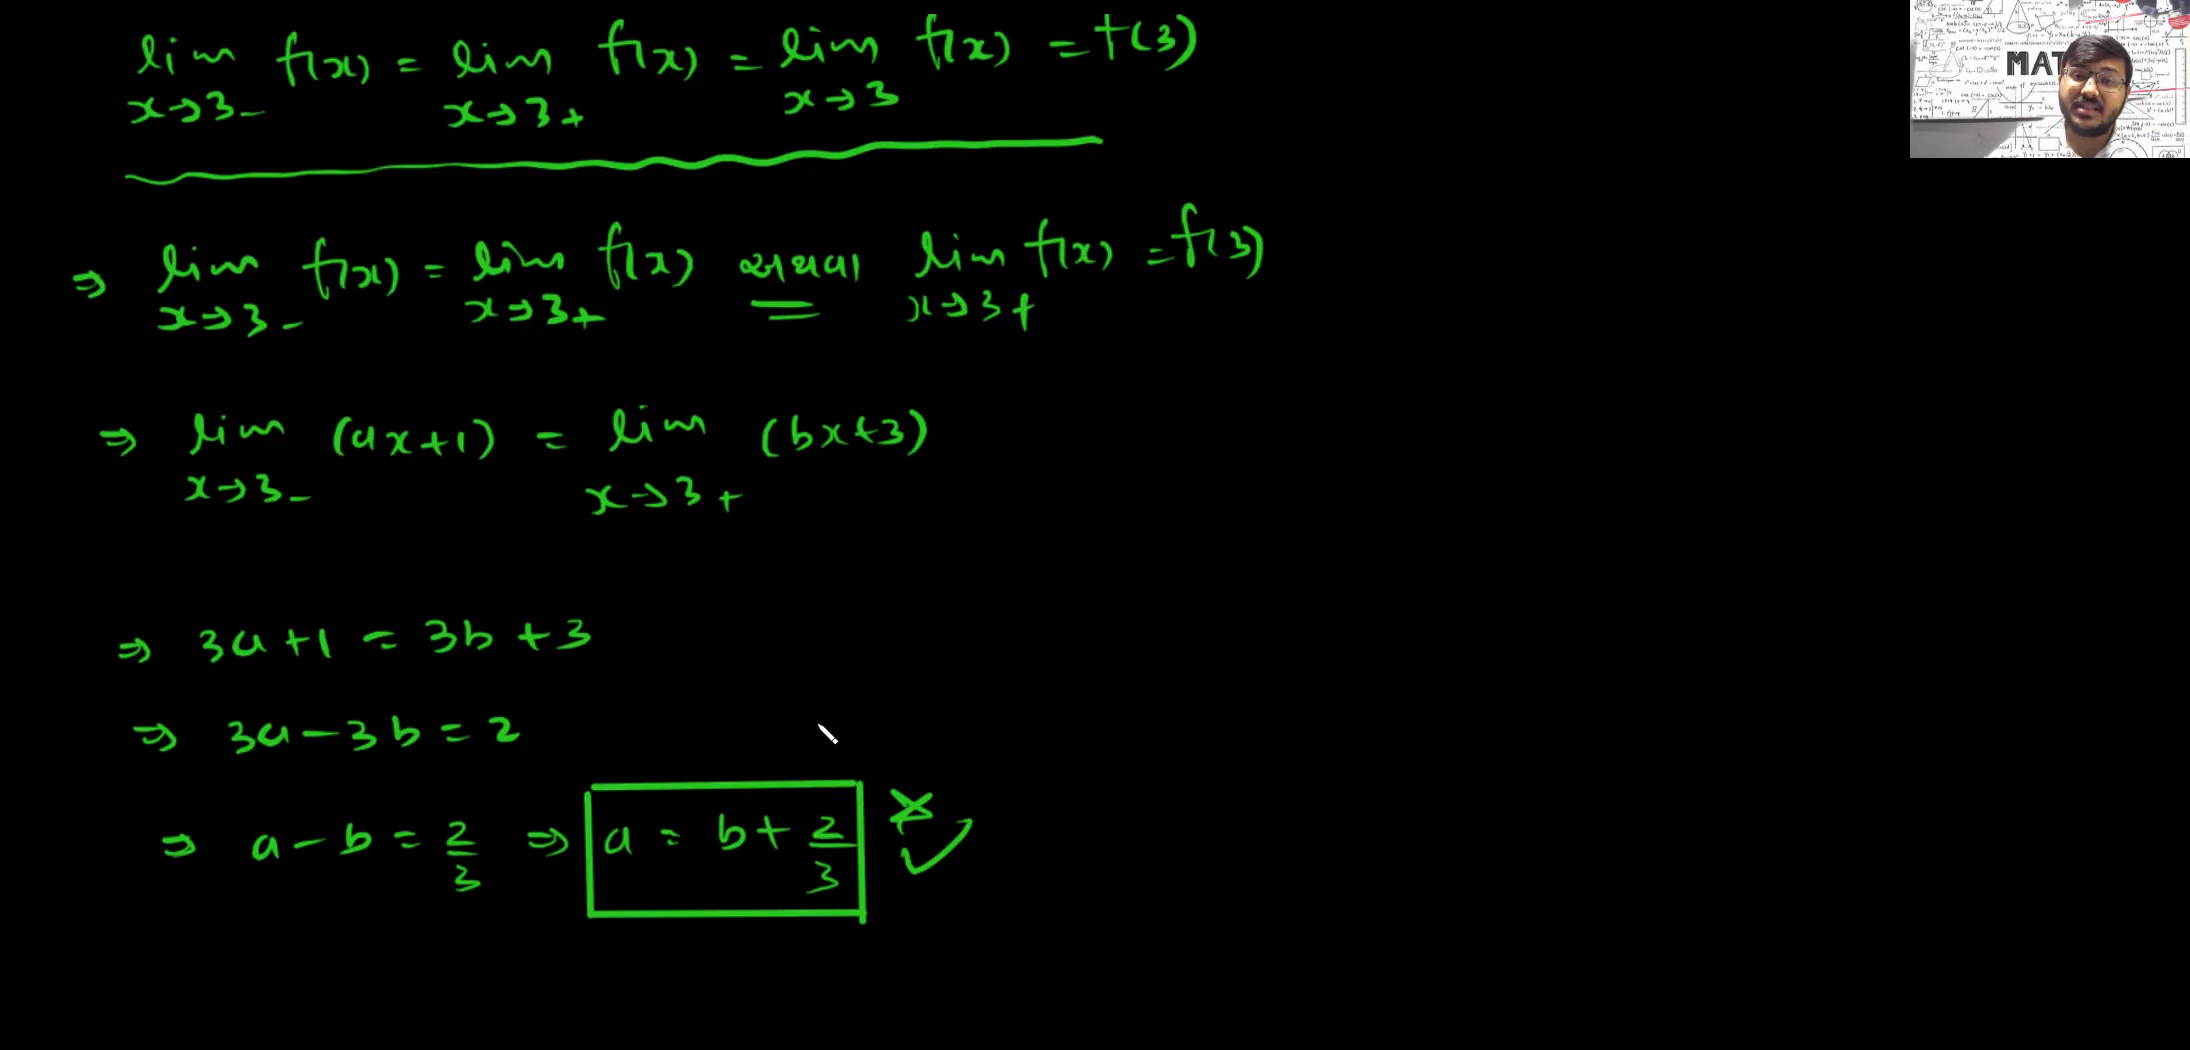 lim f(x) = lim f(x) = lim f(x) = f(3)
x→3- x→3+ x→3
⇒ lim f(x) = lim f(x) અથવા lim f(x) = f(3)
x→3- x→3+ x→3+
⇒ lim (ax+1) = lim (bx+3)
x→3- x→3+
⇒ 3a+1 = 3b+3
⇒ 3a-3b=2
⇒ a-b = 2/3 ⇒ a = b+2/3
MAT